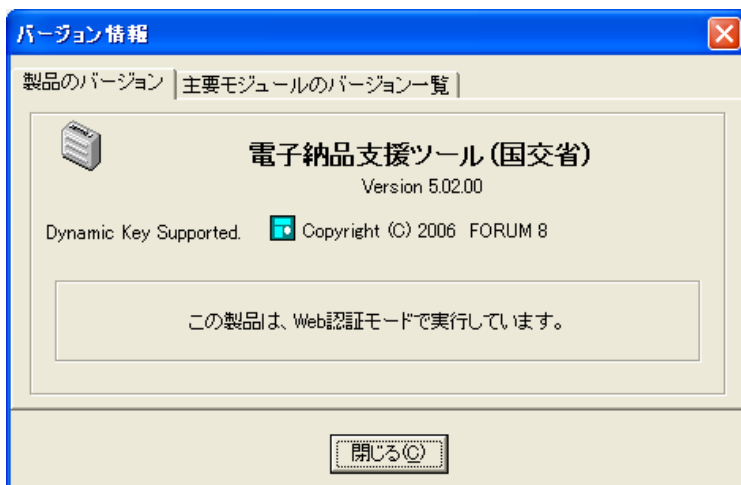 バージョン情報
製品のバージョン 主要モジュールのバージョン一覧
電子納品支援ツール(国交省)
Version 5.02.00
Dynamic Key Supported. Copyright (C) 2006 FORUM 8
この製品は、Web認証モードで実行しています。
閉じる(C)